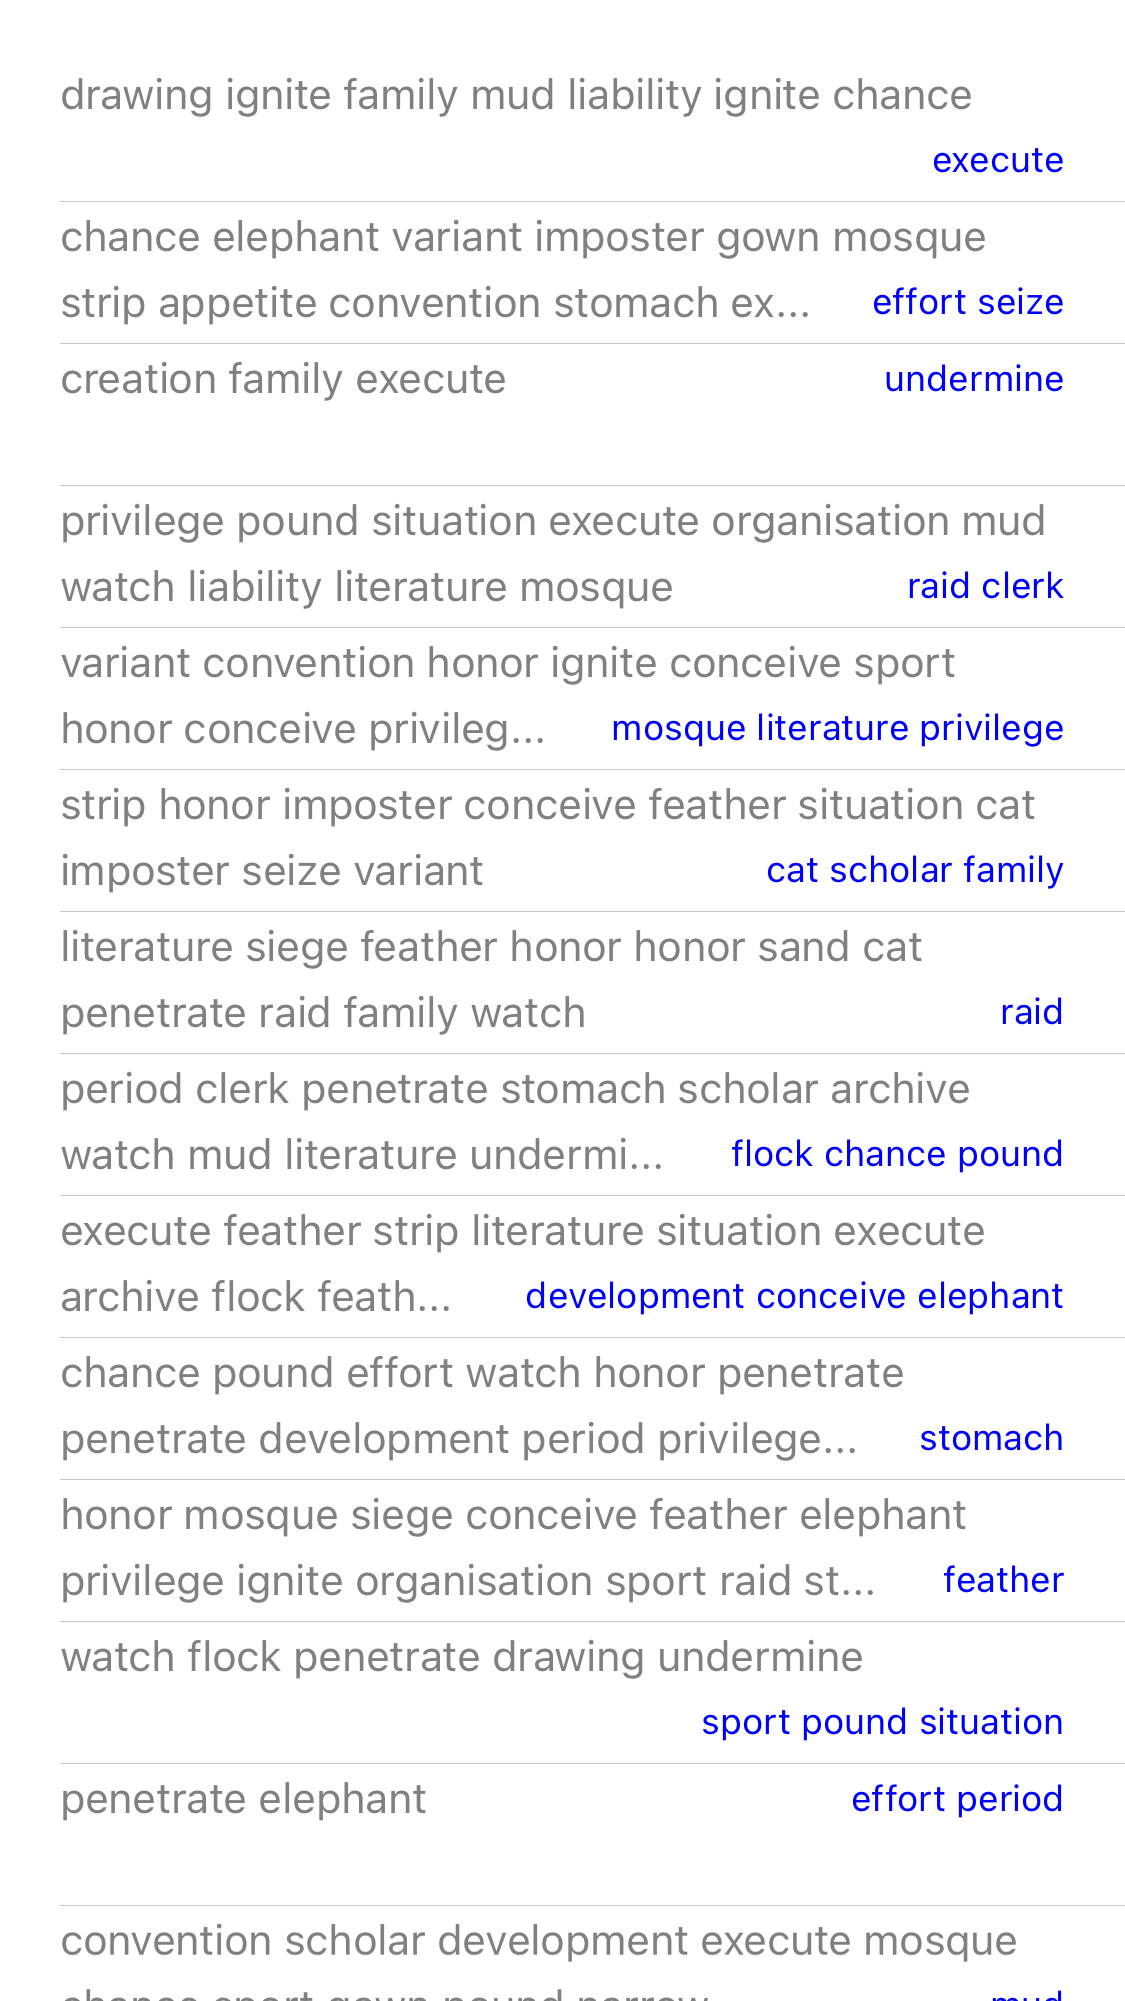 drawing ignite family mud liability ignite chance
execute
chance elephant variant imposter gown mosque
strip appetite convention stomach ex... effort seize
creation family execute undermine
privilege pound situation execute organisation mud
watch liability literature mosque raid clerk
variant convention honor ignite conceive sport
honor conceive privileg... mosque literature privilege
strip honor imposter conceive feather situation cat
imposter seize variant cat scholar family
literature siege feather honor honor sand cat
penetrate raid family watch raid
period clerk penetrate stomach scholar archive
watch mud literature undermi... flock chance pound
execute feather strip literature situation execute
archive flock feath... development conceive elephant
chance pound effort watch honor penetrate
penetrate development period privilege... stomach
honor mosque siege conceive feather elephant
privilege ignite organisation sport raid st... feather
watch flock penetrate drawing undermine
sport pound situation
penetrate elephant effort period
convention scholar development execute mosque
chance sport gown pound narrow mud